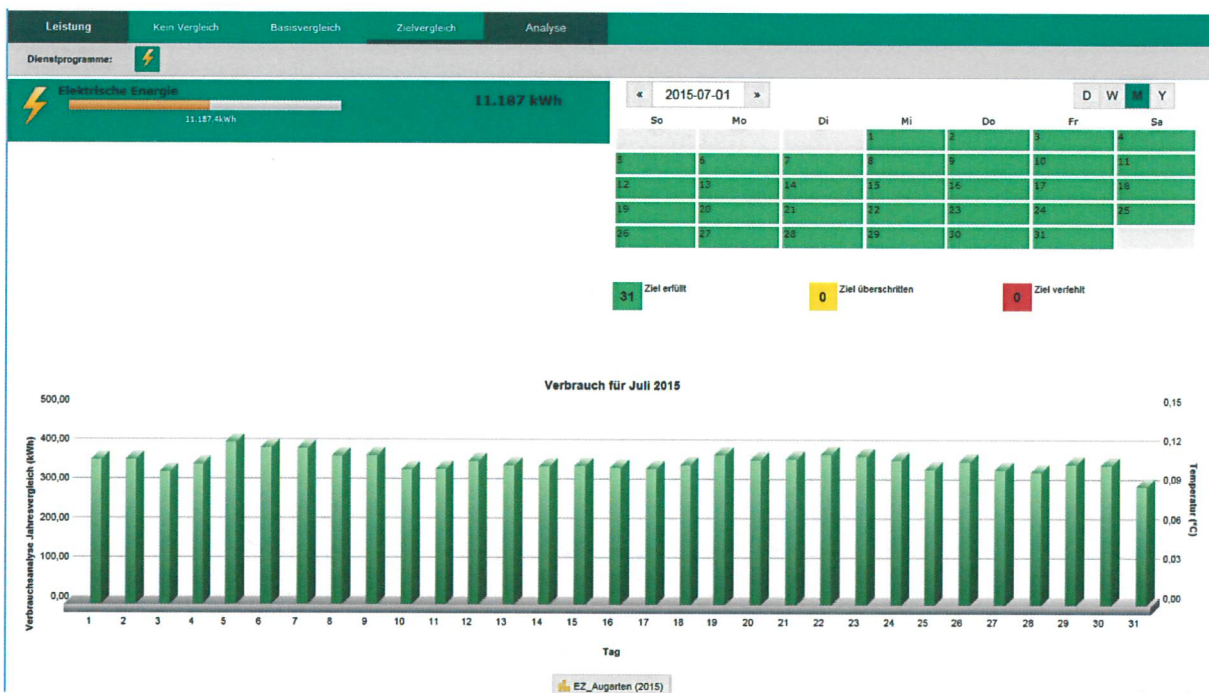 Leistung Kein Vergleich Basisvergleich Zielvergleich Analyse
Dienstprogramme:
Elektrische Energie 11.187 kWh
11.187,4kWh
« 2015-07-01 » D W M Y
So Mo Di Mi Do Fr Sa
1 2 3 4
5 6 7 8 9 10 11
12 13 14 15 16 17 18
19 20 21 22 23 24 25
26 27 28 29 30 31
31 Ziel erfüllt 0 Ziel überschritten 0 Ziel verfehlt
Verbrauch für Juli 2015
Verbrauchsanalyse Jahresvergleich (kWh)
500,00
400,00
300,00
200,00
100,00
0,00
0,15
0,12
0,09
0,06
0,03
0,00
Temperatur (°C)
1 2 3 4 5 6 7 8 9 10 11 12 13 14 15 16 17 18 19 20 21 22 23 24 25 26 27 28 29 30 31
Tag
EZ_Augarten (2015)